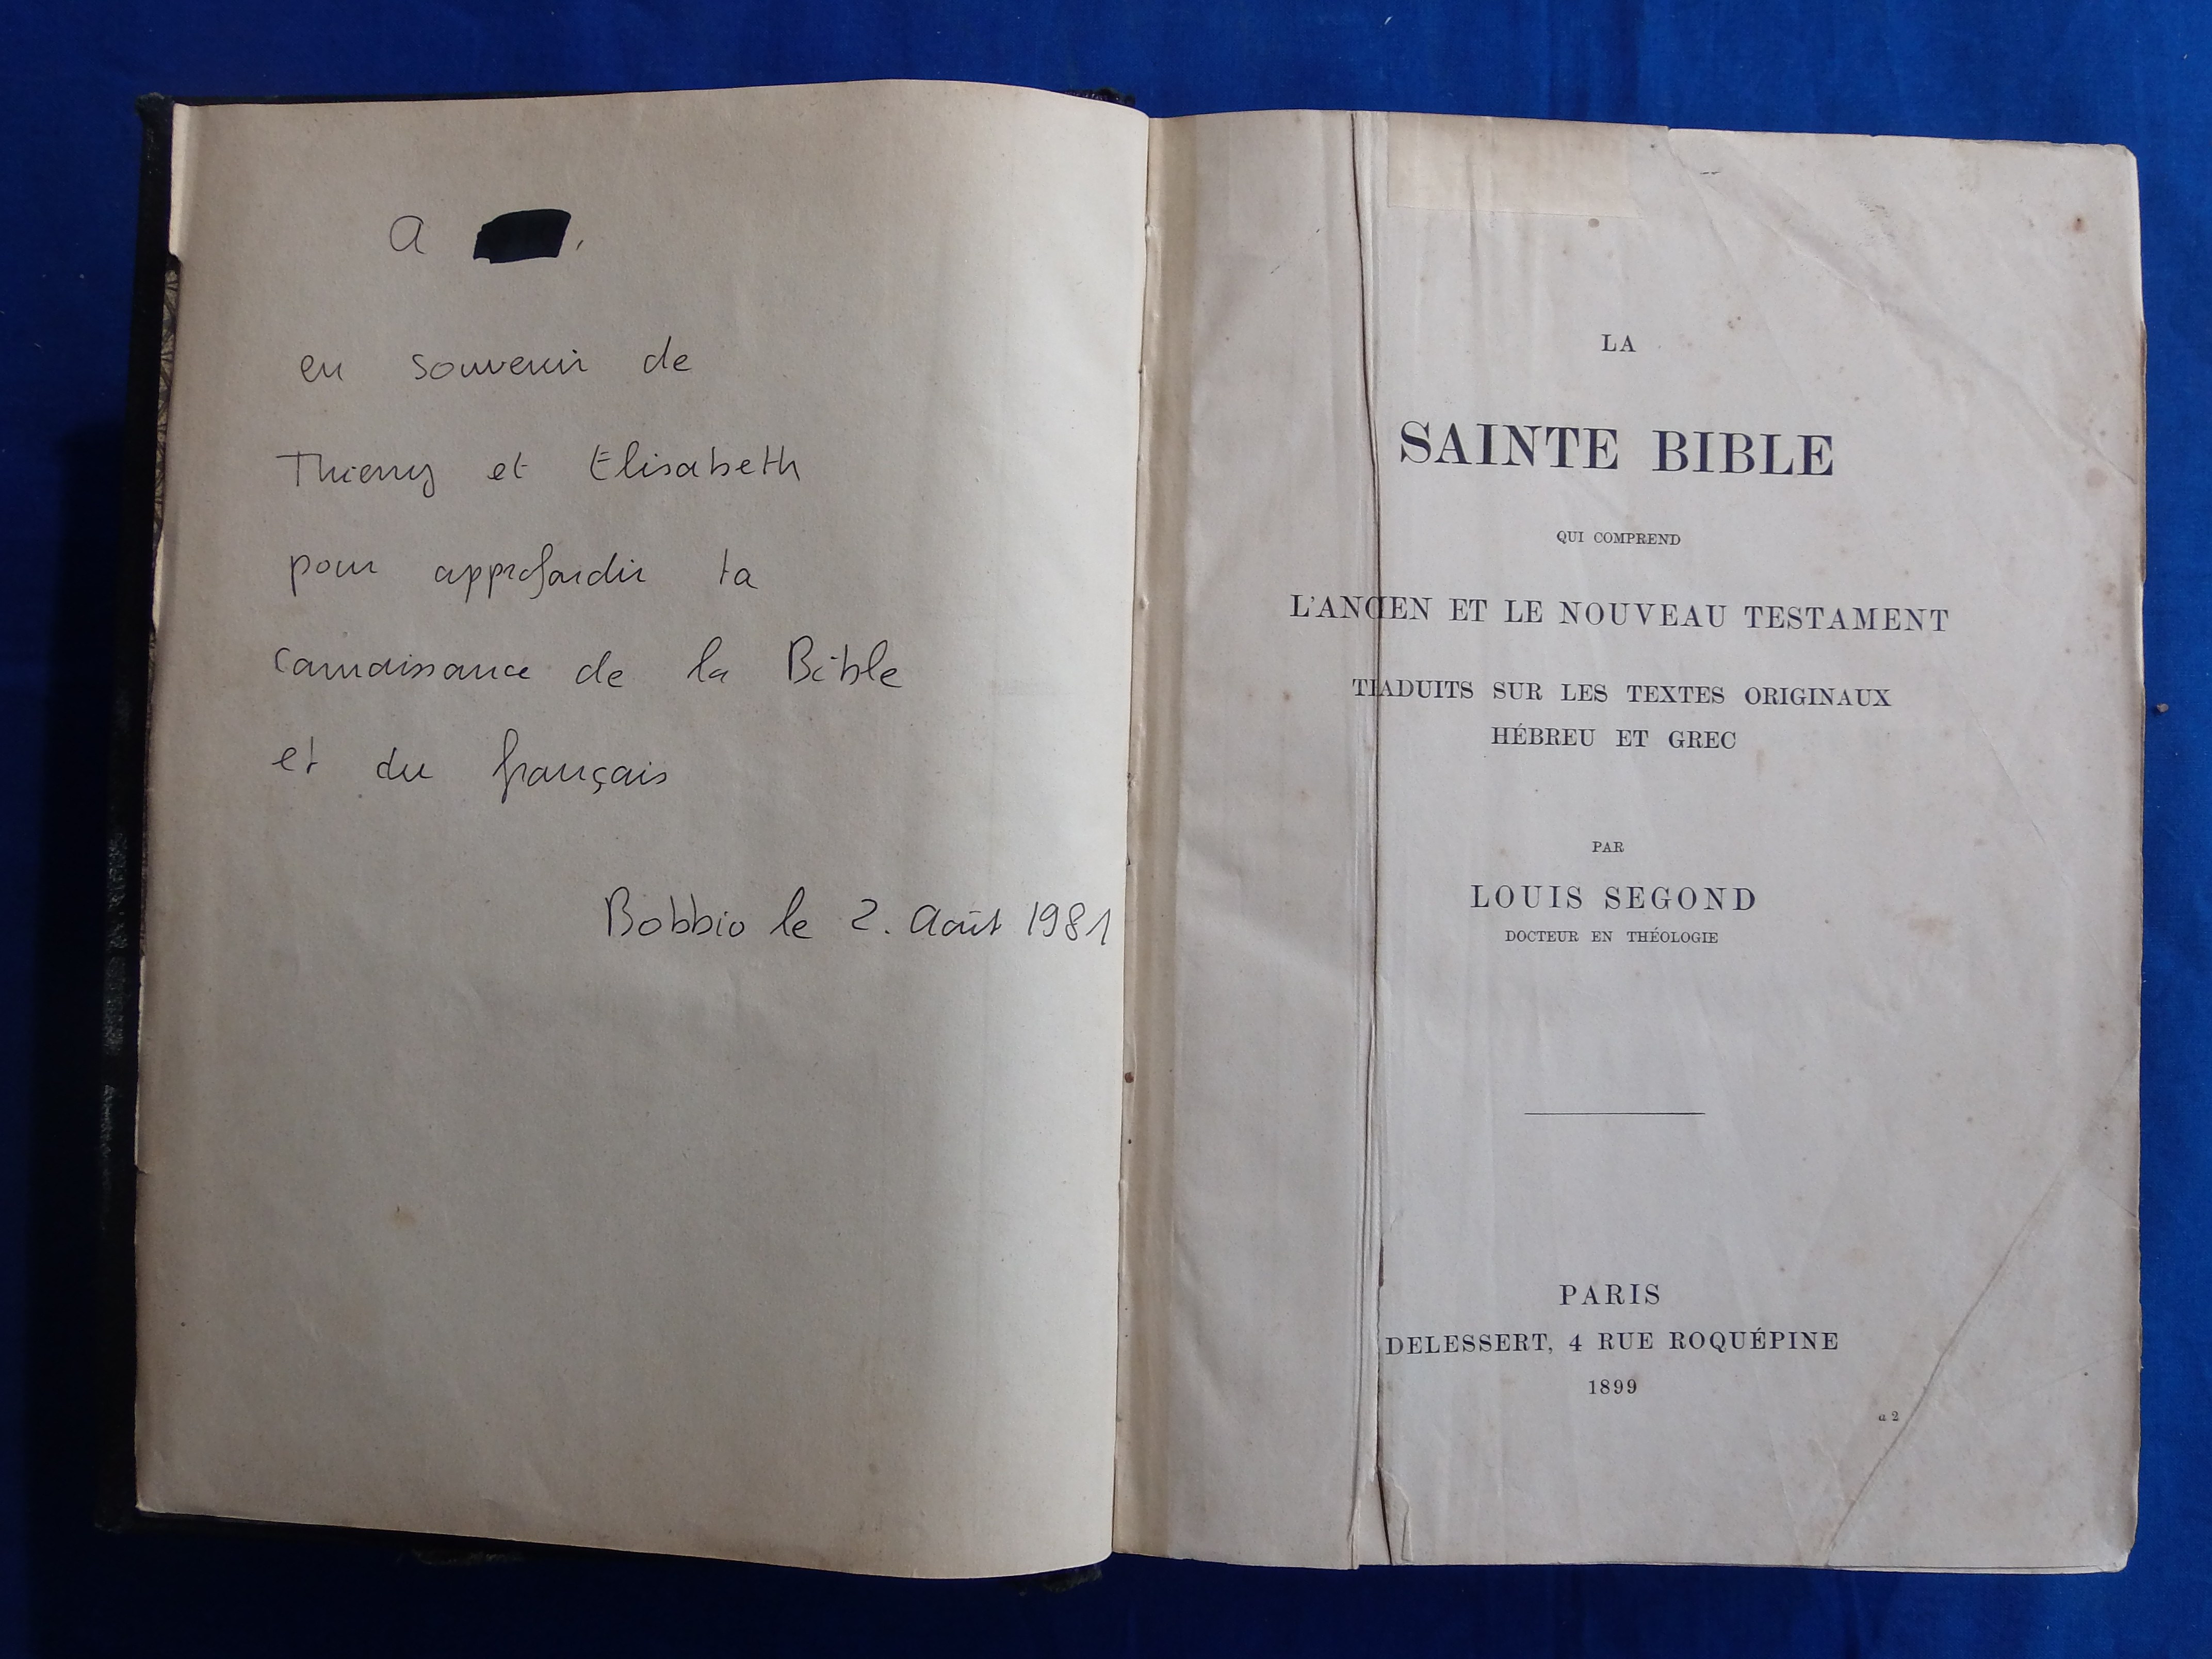 A ,
en souvenir de
Thierry et Elisabeth
pour approfondir ta
connaissance de la Bible
et du français
Bobbio le 2. Août 1981
LA
SAINTE BIBLE
QUI COMPREND
L'ANCIEN ET LE NOUVEAU TESTAMENT
TRADUITS SUR LES TEXTES ORIGINAUX
HÉBREU ET GREC
PAR
LOUIS SEGOND
DOCTEUR EN THÉOLOGIE
PARIS
DELESSERT, 4 RUE ROQUÉPINE
1899
a 2